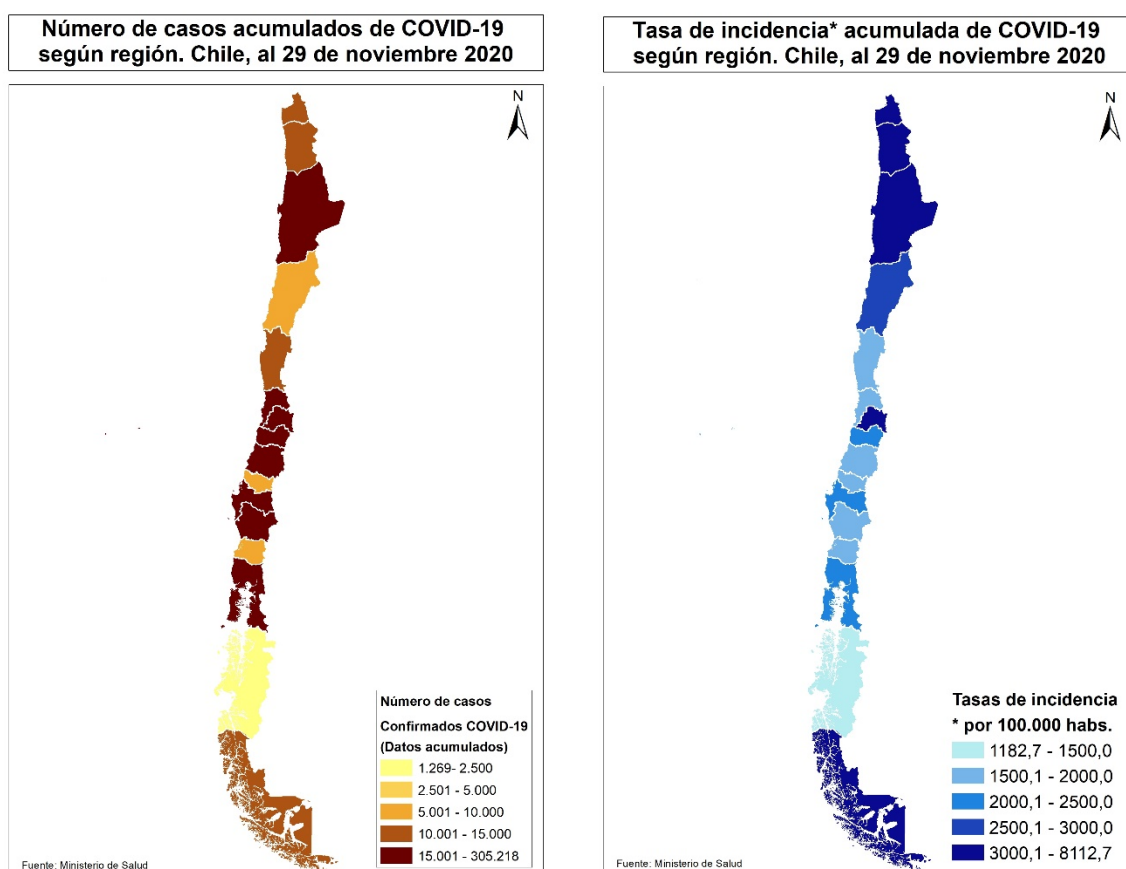 Número de casos acumulados de COVID-19
según región. Chile, al 29 de noviembre 2020
N
Número de casos
Confirmados COVID-19
(Datos acumulados)
1.269- 2.500
2.501 - 5.000
5.001 - 10.000
10.001 - 15.000
15.001 - 305.218
Fuente: Ministerio de Salud
Tasa de incidencia* acumulada de COVID-19
según región. Chile, al 29 de noviembre 2020
N
Tasas de incidencia
* por 100.000 habs.
1182,7 - 1500,0
1500,1 - 2000,0
2000,1 - 2500,0
2500,1 - 3000,0
3000,1 - 8112,7
Fuente: Ministerio de Salud